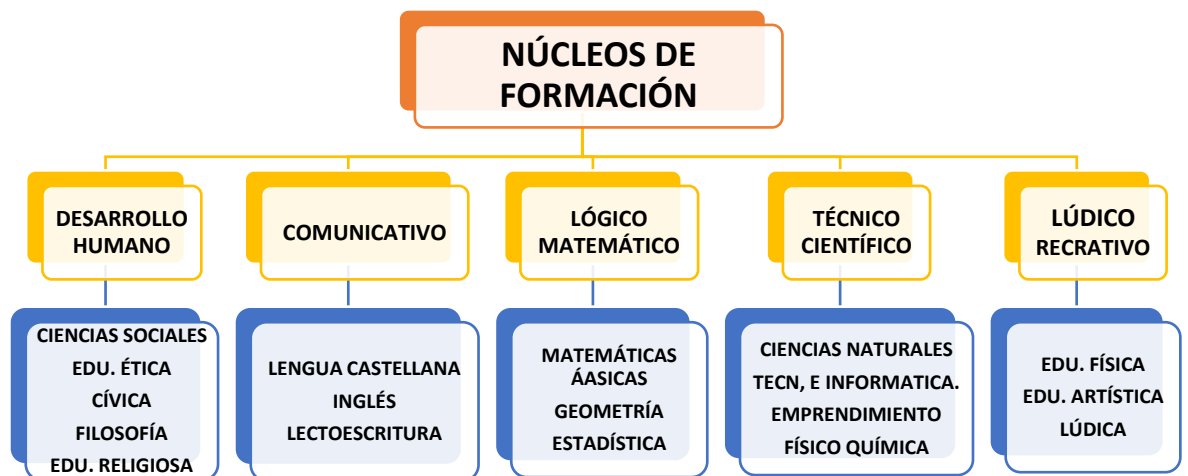 NÚCLEOS DE
FORMACIÓN
DESARROLLO
HUMANO
COMUNICATIVO
LÓGICO
MATEMÁTICO
TÉCNICO
CIENTÍFICO
LÚDICO
RECRATIVO
CIENCIAS SOCIALES
EDU. ÉTICA
CÍVICA
FILOSOFÍA
EDU. RELIGIOSA
LENGUA CASTELLANA
INGLÉS
LECTOESCRITURA
MATEMÁTICAS
ÁASICAS
GEOMETRÍA
ESTADÍSTICA
CIENCIAS NATURALES
TECN, E INFORMATICA.
EMPRENDIMIENTO
FÍSICO QUÍMICA
EDU. FÍSICA
EDU. ARTÍSTICA
LÚDICA